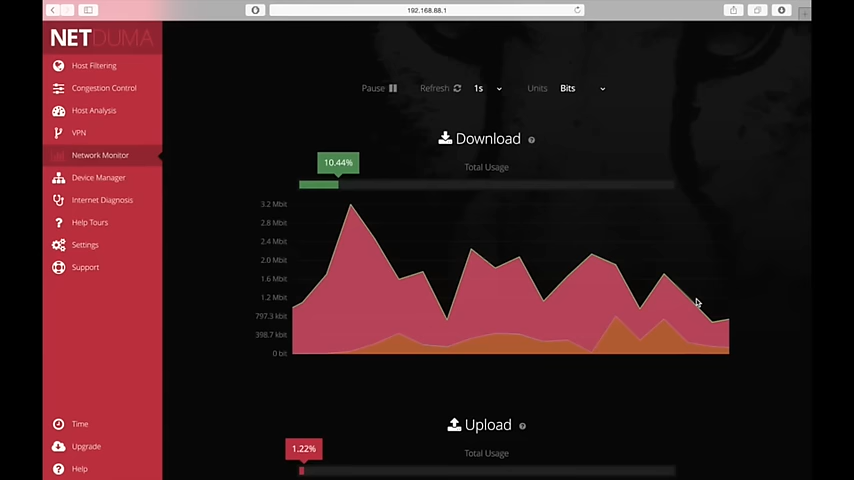 192.168.88.1
NETDUMA
Host Filtering
Congestion Control
Host Analysis
VPN
Network Monitor
Device Manager
Internet Diagnosis
Help Tours
Settings
Support
Time
Upgrade
Help
Pause Refresh 1s Units Bits
Download ?
10.44%
Total Usage
3.2 Mbit
2.8 Mbit
2.4 Mbit
2.0 Mbit
1.6 Mbit
1.2 Mbit
797.3 kbit
398.7 kbit
0 bit
Upload ?
1.22%
Total Usage